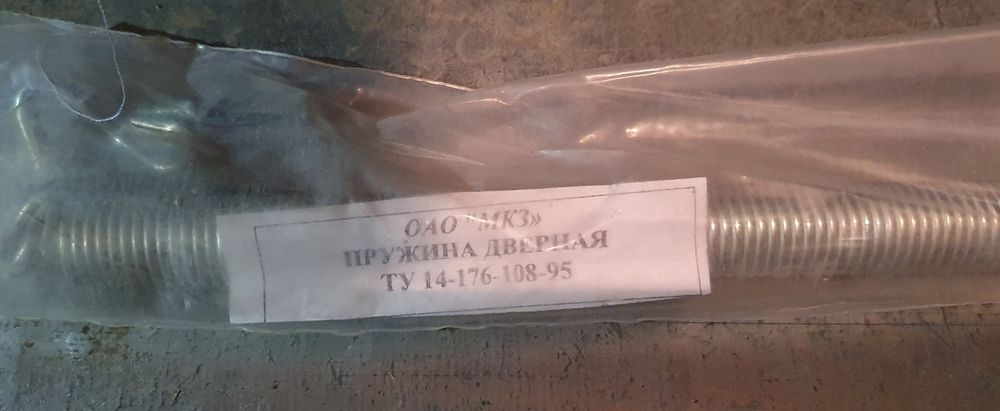 ОАО "МКЗ»
ПРУЖИНА ДВЕРНАЯ
ТУ 14-176-108-95